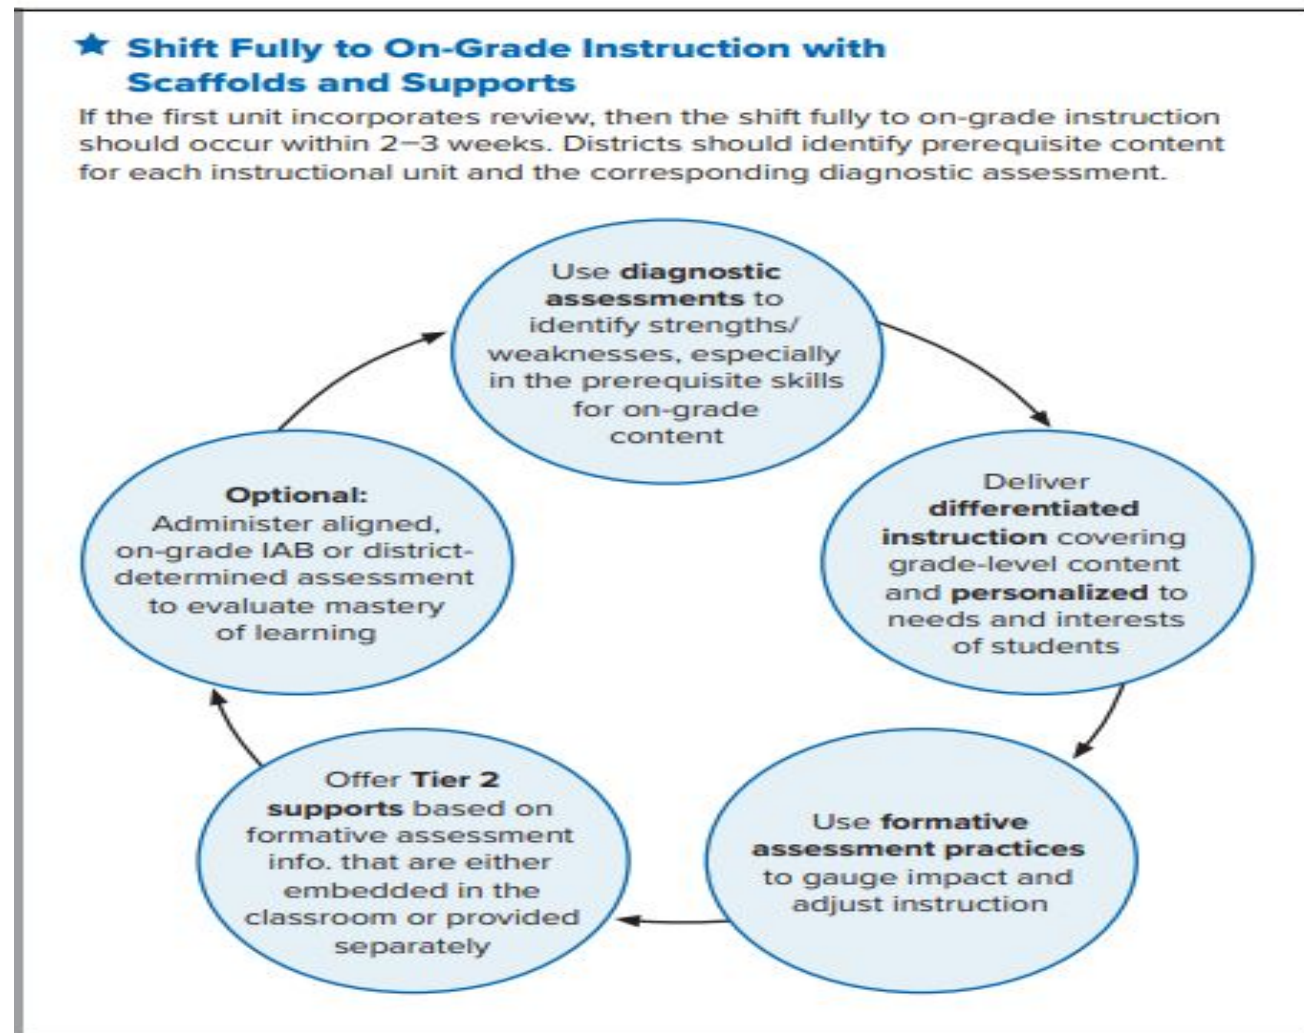 ★ Shift Fully to On-Grade Instruction with
Scaffolds and Supports
If the first unit incorporates review, then the shift fully to on-grade instruction
should occur within 2–3 weeks. Districts should identify prerequisite content
for each instructional unit and the corresponding diagnostic assessment.
Use diagnostic
assessments to
identify strengths/
weaknesses, especially
in the prerequisite skills
for on-grade
content
Deliver
differentiated
instruction covering
grade-level content
and personalized to
needs and interests
of students
Use formative
assessment practices
to gauge impact and
adjust instruction
Offer Tier 2
supports based on
formative assessment
info. that are either
embedded in the
classroom or provided
separately
Optional:
Administer aligned,
on-grade IAB or district-
determined assessment
to evaluate mastery
of learning